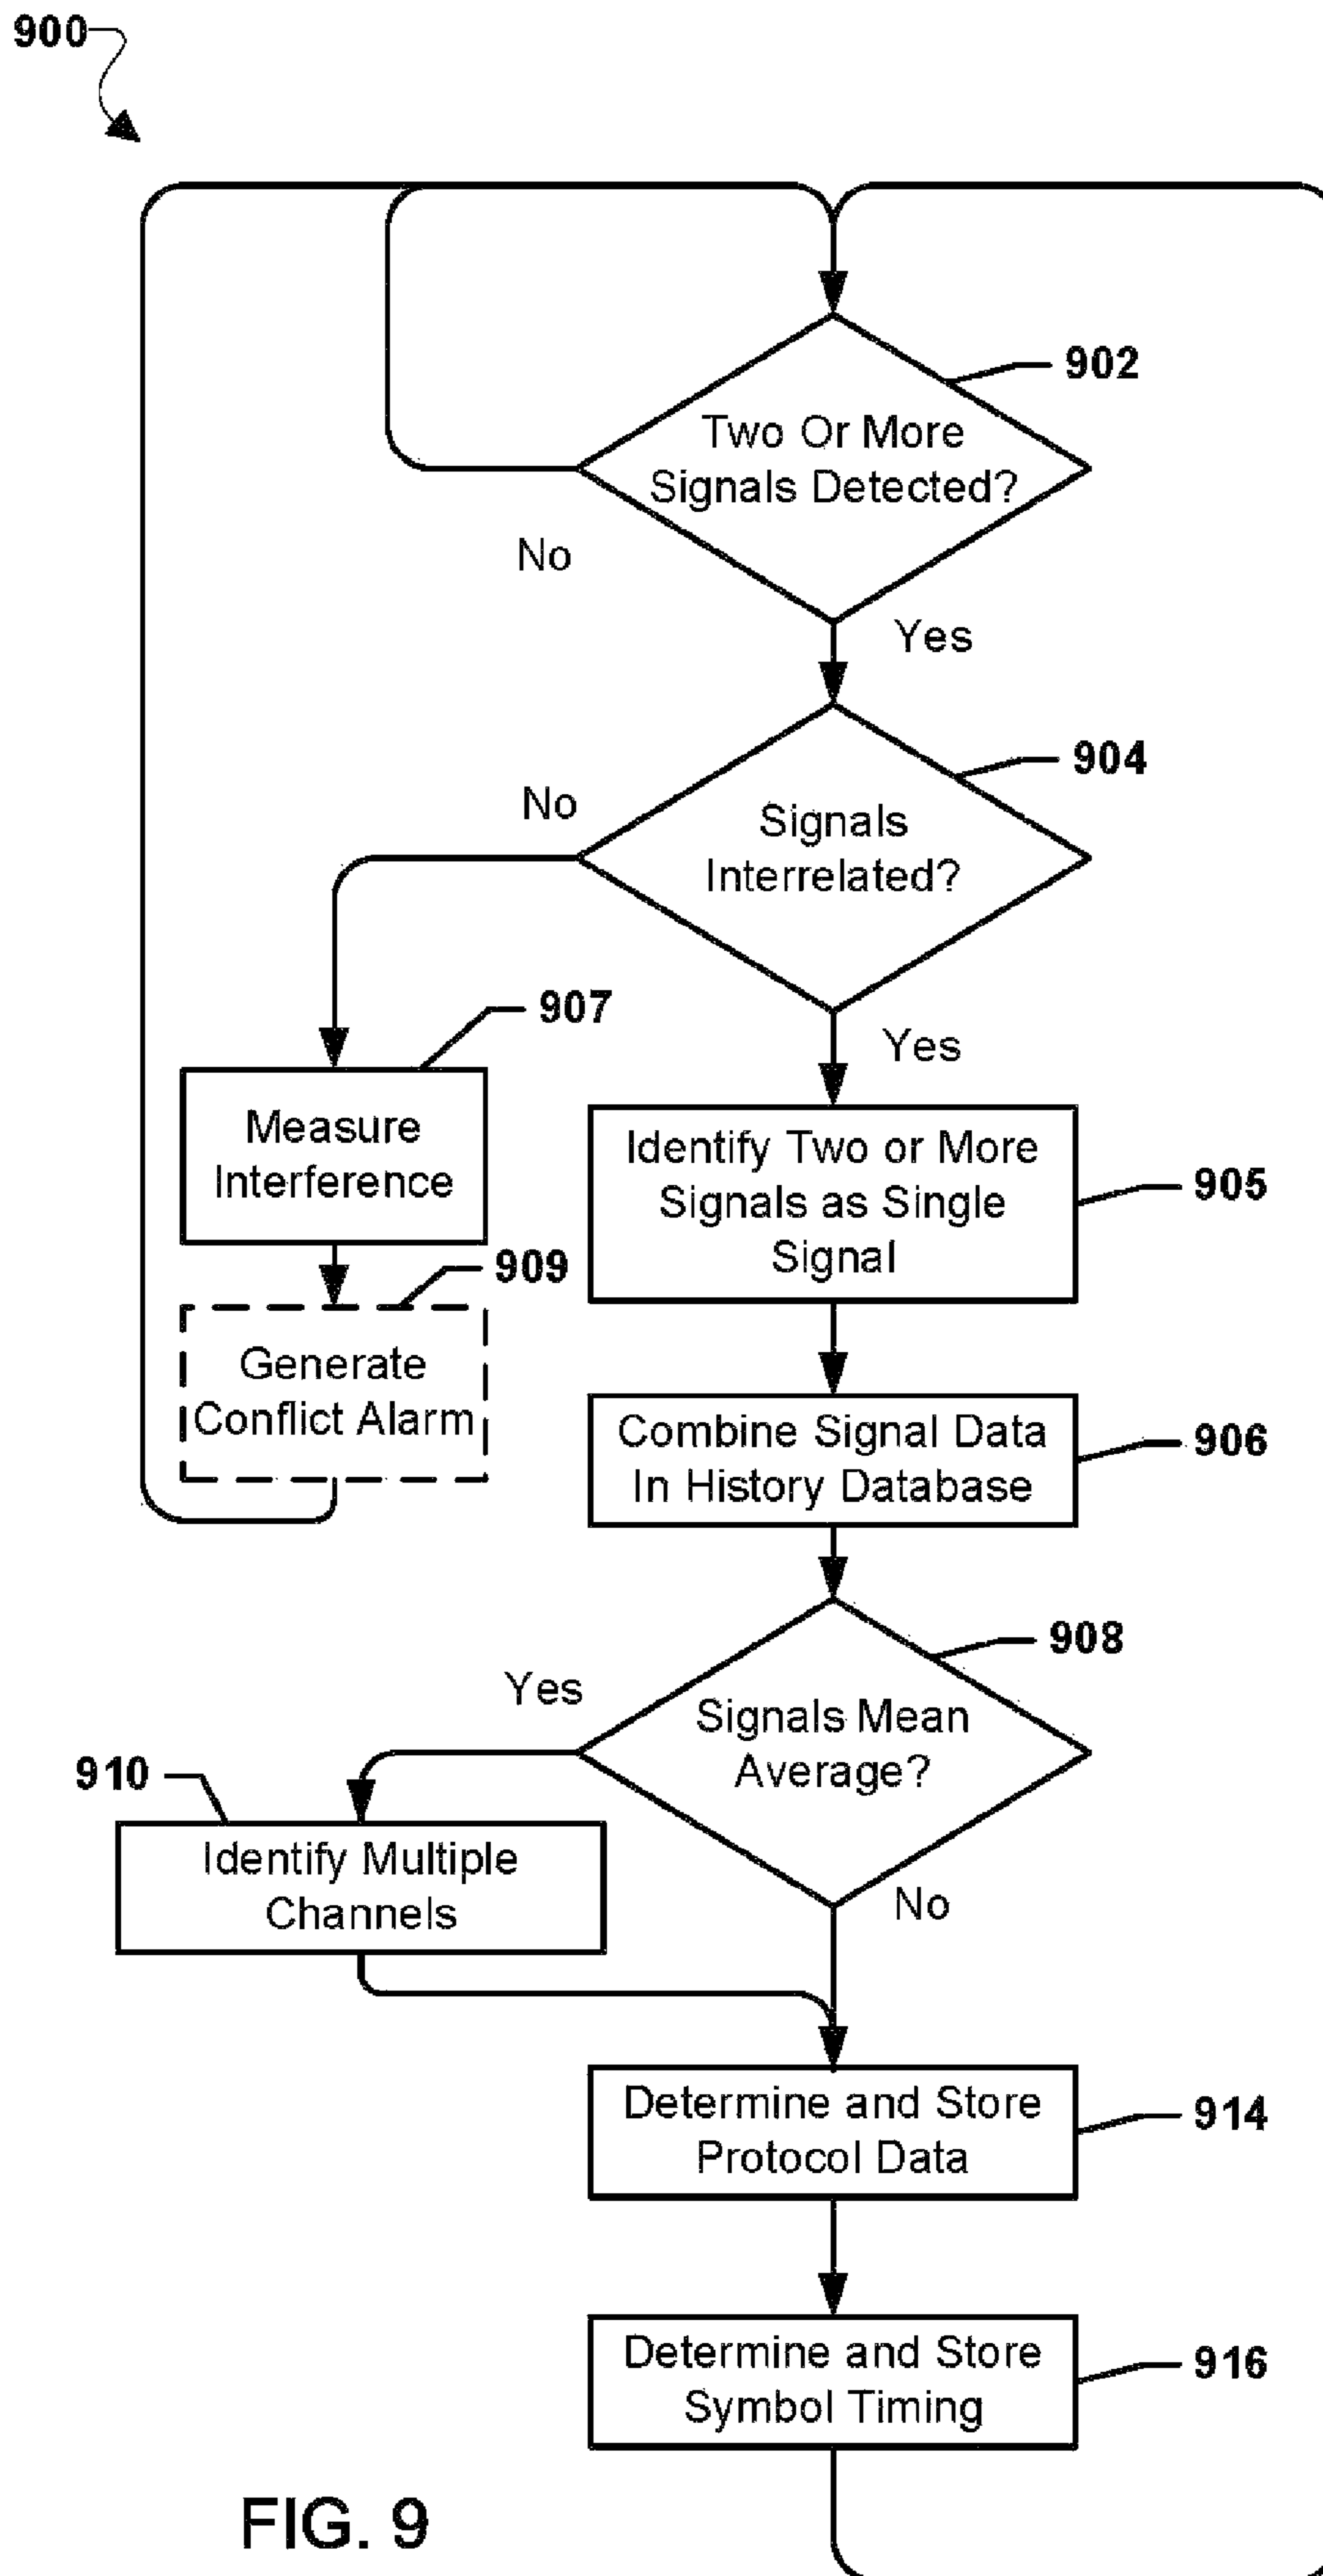 900
902
Two Or More
Signals Detected?
No
Yes
904
No
Signals
Interrelated?
907
Yes
Measure
Interference
Identify Two or More
Signals as Single
Signal
905
909
Generate
Conflict Alarm
Combine Signal Data
In History Database
906
908
Yes
Signals Mean
Average?
910
Identify Multiple
Channels
No
Determine and Store
Protocol Data
914
Determine and Store
Symbol Timing
916
FIG. 9